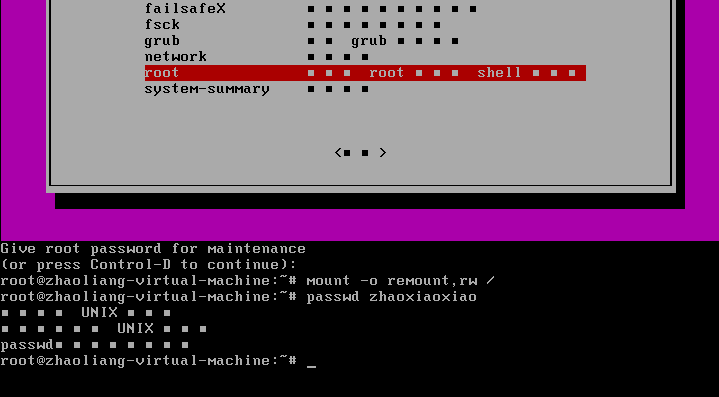 failsafeX ■ ■ ■ ■ ■ ■ ■ ■ ■ ■
fsck ■ ■ ■ ■ ■ ■ ■ ■
grub ■ ■ grub ■ ■ ■ ■
network ■ ■ ■ ■
root ■ ■ ■ root ■ ■ ■ shell ■ ■ ■
system-summary ■ ■ ■ ■
<■ ■ >
Give root password for maintenance
(or press Control-D to continue):
root@zhaoliang-virtual-machine:~# mount -o remount,rw /
root@zhaoliang-virtual-machine:~# passwd zhaoxiaoxiao
■ ■ ■ ■ UNIX ■ ■ ■
■ ■ ■ ■ ■ ■ UNIX ■ ■ ■
passwd■ ■ ■ ■ ■ ■ ■ ■
root@zhaoliang-virtual-machine:~# _